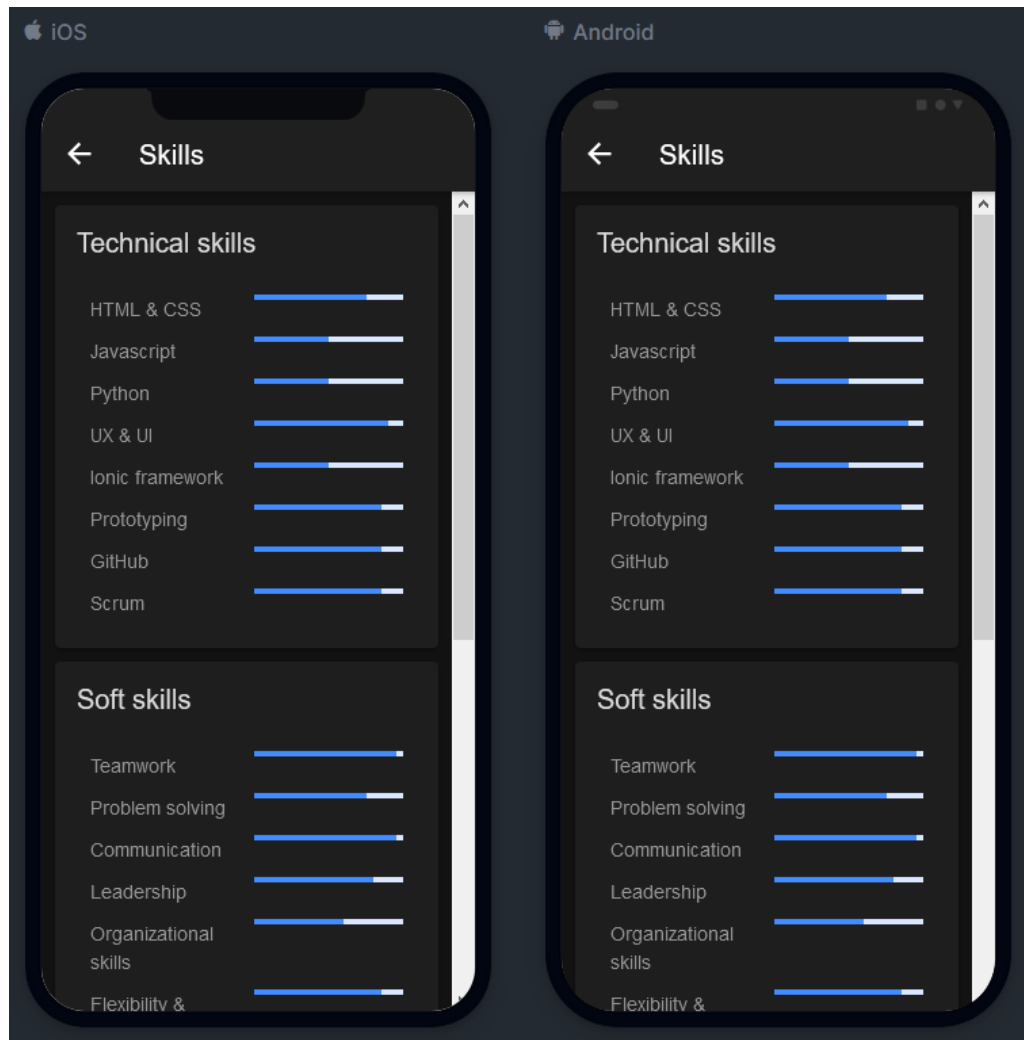 iOS
Skills
Technical skills
HTML & CSS
Javascript
Python
UX & UI
Ionic framework
Prototyping
GitHub
Scrum
Soft skills
Teamwork
Problem solving
Communication
Leadership
Organizational
skills
Flexibility &
Android
Skills
Technical skills
HTML & CSS
Javascript
Python
UX & UI
Ionic framework
Prototyping
GitHub
Scrum
Soft skills
Teamwork
Problem solving
Communication
Leadership
Organizational
skills
Flexibility &